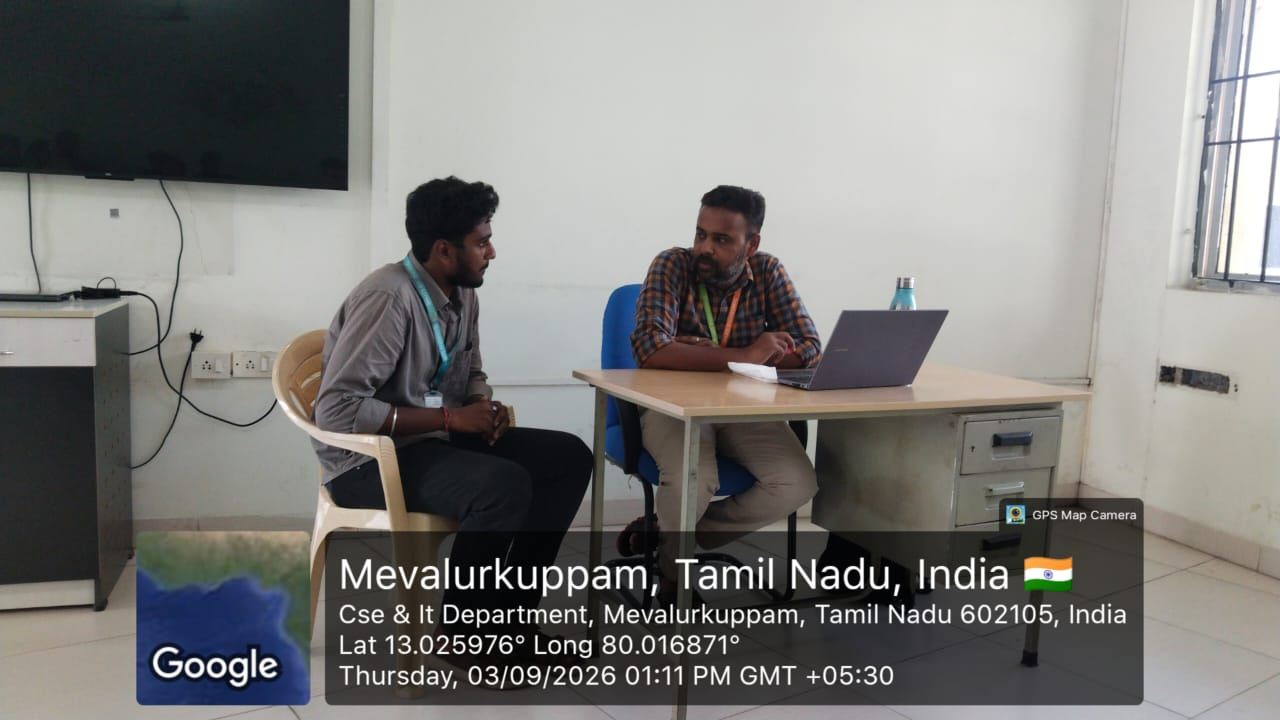 GPS Map Camera
Mevalurkuppam, Tamil Nadu, India
Cse & It Department, Mevalurkuppam, Tamil Nadu 602105, India
Lat 13.025976° Long 80.016871°
Thursday, 03/09/2026 01:11 PM GMT +05:30
Google